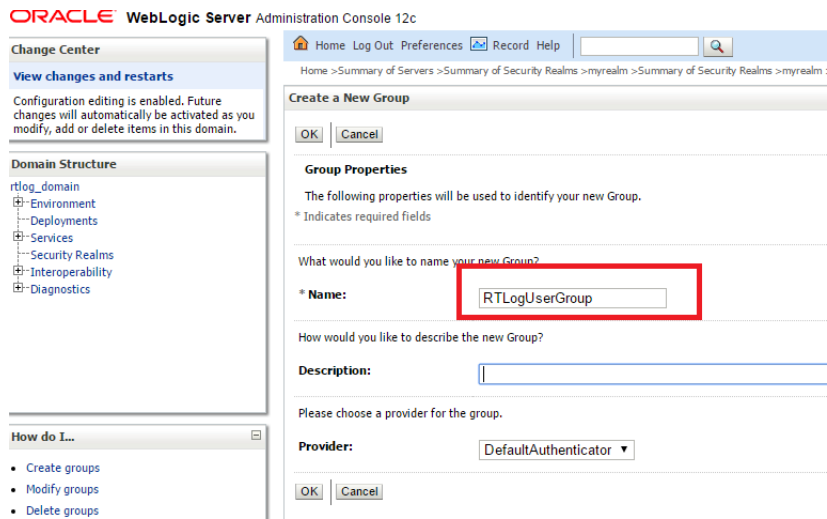 ORACLE WebLogic Server Administration Console 12c
Change Center
View changes and restarts
Configuration editing is enabled. Future
changes will automatically be activated as you
modify, add or delete items in this domain.
Domain Structure
rtlog_domain
Environment
Deployments
Services
Security Realms
Interoperability
Diagnostics
How do I...
Create groups
Modify groups
Delete groups
Home Log Out Preferences Record Help
Home >Summary of Servers >Summary of Security Realms >myrealm >Summary of Security Realms >myrealm
Create a New Group
OK Cancel
Group Properties
The following properties will be used to identify your new Group.
* Indicates required fields
What would you like to name your new Group?
* Name: RTLogUserGroup
How would you like to describe the new Group?
Description:
Please choose a provider for the group.
Provider: DefaultAuthenticator
OK Cancel